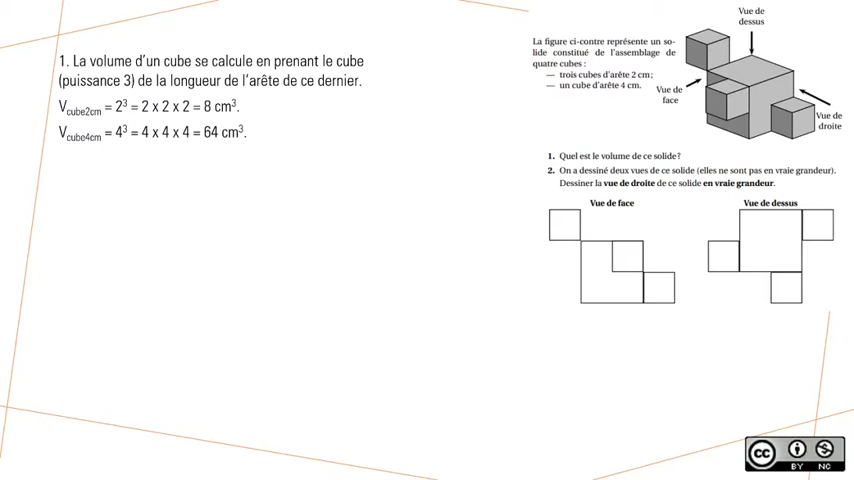 1. La volume d'un cube se calcule en prenant le cube
(puissance 3) de la longueur de l'arête de ce dernier.
Vcube2cm = 2³ = 2 x 2 x 2 = 8 cm³.
Vcube4cm = 4³ = 4 x 4 x 4 = 64 cm³.
La figure ci-contre représente un so-
lide constitué de l'assemblage de
quatre cubes :
— trois cubes d'arête 2 cm ;
— un cube d'arête 4 cm.
Vue de
dessus
Vue de
face
Vue de
droite
1. Quel est le volume de ce solide ?
2. On a dessiné deux vues de ce solide (elles ne sont pas en vraie grandeur).
Dessiner la vue de droite de ce solide en vraie grandeur.
Vue de face
Vue de dessus
cc
BY NC